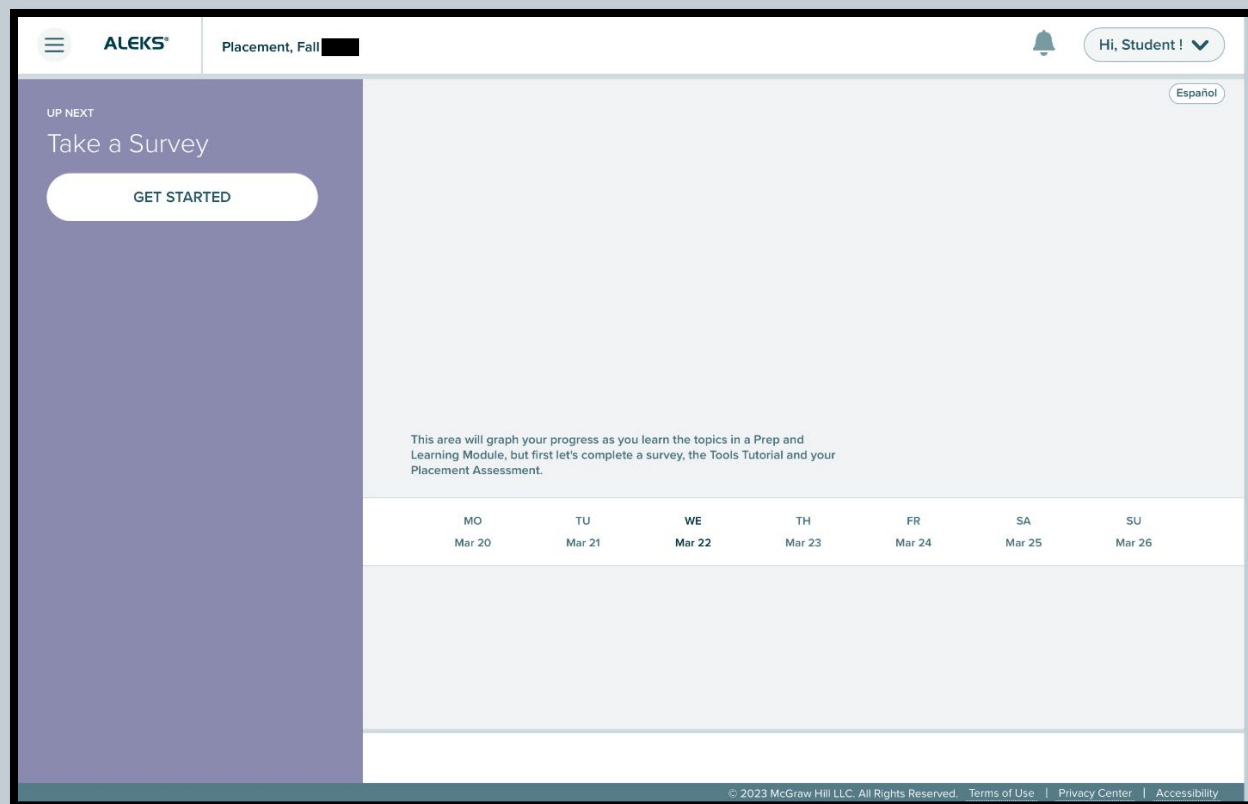 ALEKS®
Placement, Fall
Hi, Student !
Español
UP NEXT
Take a Survey
GET STARTED
This area will graph your progress as you learn the topics in a Prep and
Learning Module, but first let's complete a survey, the Tools Tutorial and your
Placement Assessment.
MO TU WE TH FR SA SU
Mar 20 Mar 21 Mar 22 Mar 23 Mar 24 Mar 25 Mar 26
© 2023 McGraw Hill LLC. All Rights Reserved. Terms of Use | Privacy Center | Accessibility